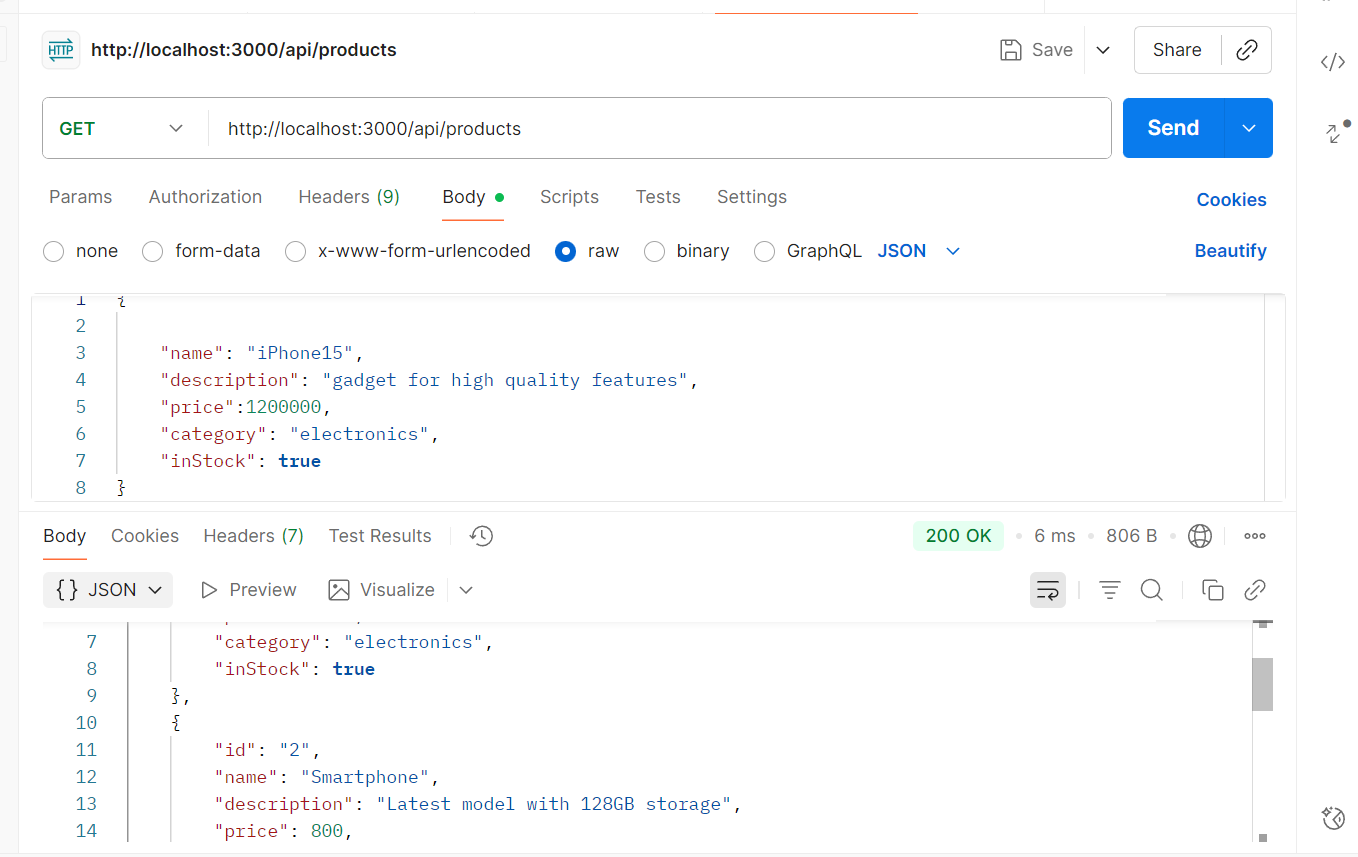 HTTP http://localhost:3000/api/products Save Share
GET http://localhost:3000/api/products Send
Params Authorization Headers (9) Body Scripts Tests Settings Cookies
none form-data x-www-form-urlencoded raw binary GraphQL JSON Beautify
1 {
2
3 "name": "iPhone15",
4 "description": "gadget for high quality features",
5 "price":1200000,
6 "category": "electronics",
7 "inStock": true
8 }
Body Cookies Headers (7) Test Results 200 OK 6 ms 806 B
{} JSON Preview Visualize
7 "category": "electronics",
8 "inStock": true
9 },
10 {
11 "id": "2",
12 "name": "Smartphone",
13 "description": "Latest model with 128GB storage",
14 "price": 800,